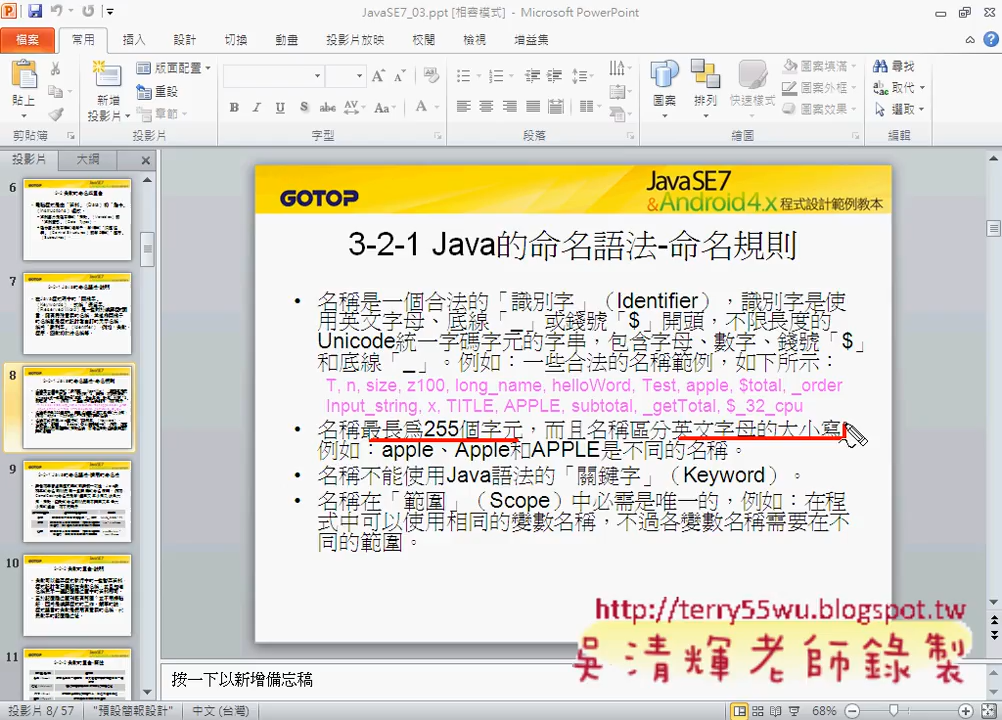 JavaSE7_03.ppt [相容模式] - Microsoft PowerPoint
檔案 常用 插入 設計 切換 動畫 投影片放映 校閱 檢視 增益集
貼上 新增 投影片 版面配置 重設 章節
B I U S abc AV Aa A
圖案 排列 快速樣式 圖案填滿 圖案外框 圖案效果 尋找 取代 選取
剪貼簿 投影片 字型 段落 繪圖 編輯
投影片 大綱
6
7
8
9
10
11
GOTOP
JavaSE7
&Android4.x 程式設計範例教本
3-2-1 Java的命名語法-命名規則
• 名稱是一個合法的「識別字」（Identifier），識別字是使
用英文字母、底線「_」或錢號「$」開頭，不限長度的
Unicode統一字碼字元的字串，包含字母、數字、錢號「$」
和底線「_」。例如：一些合法的名稱範例，如下所示：
T, n, size, z100, long_name, helloWord, Test, apple, $total, _order
Input_string, x, TITLE, APPLE, subtotal, _getTotal, $_32_cpu
• 名稱最長為255個字元，而且名稱區分英文字母的大小寫
例如：apple、Apple和APPLE是不同的名稱。
• 名稱不能使用Java語法的「關鍵字」（Keyword）。
• 名稱在「範圍」（Scope）中必需是唯一的，例如：在程
式中可以使用相同的變數名稱，不過各變數名稱需要在不
同的範圍。
http://terry55wu.blogspot.tw
吳清輝老師錄製
按一下以新增備忘稿
投影片 8/57 "預設簡報設計" 中文 (台灣) 68%